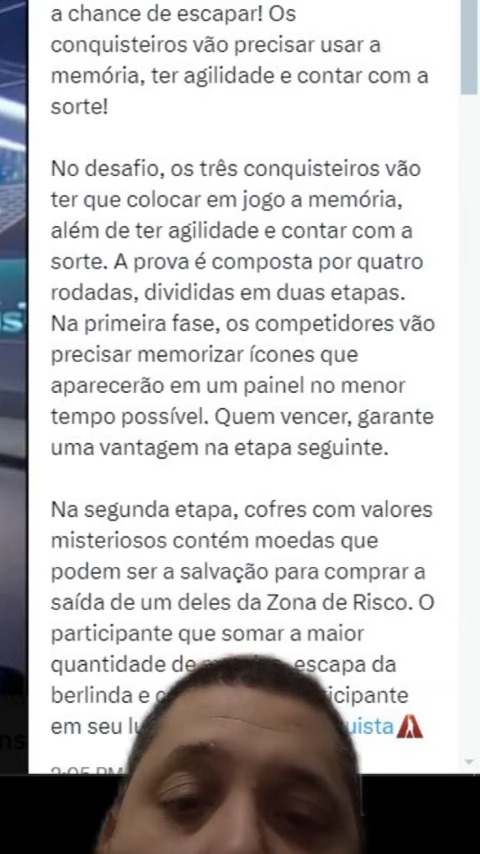 a chance de escapar! Os
conquisteiros vão precisar usar a
memória, ter agilidade e contar com a
sorte!
No desafio, os três conquisteiros vão
ter que colocar em jogo a memória,
além de ter agilidade e contar com a
sorte. A prova é composta por quatro
rodadas, divididas em duas etapas.
Na primeira fase, os competidores vão
precisar memorizar ícones que
aparecerão em um painel no menor
tempo possível. Quem vencer, garante
uma vantagem na etapa seguinte.
Na segunda etapa, cofres com valores
misteriosos contém moedas que
podem ser a salvação para comprar a
saída de um deles da Zona de Risco. O
participante que somar a maior
quantidade de escapa da
berlinda e
em seu